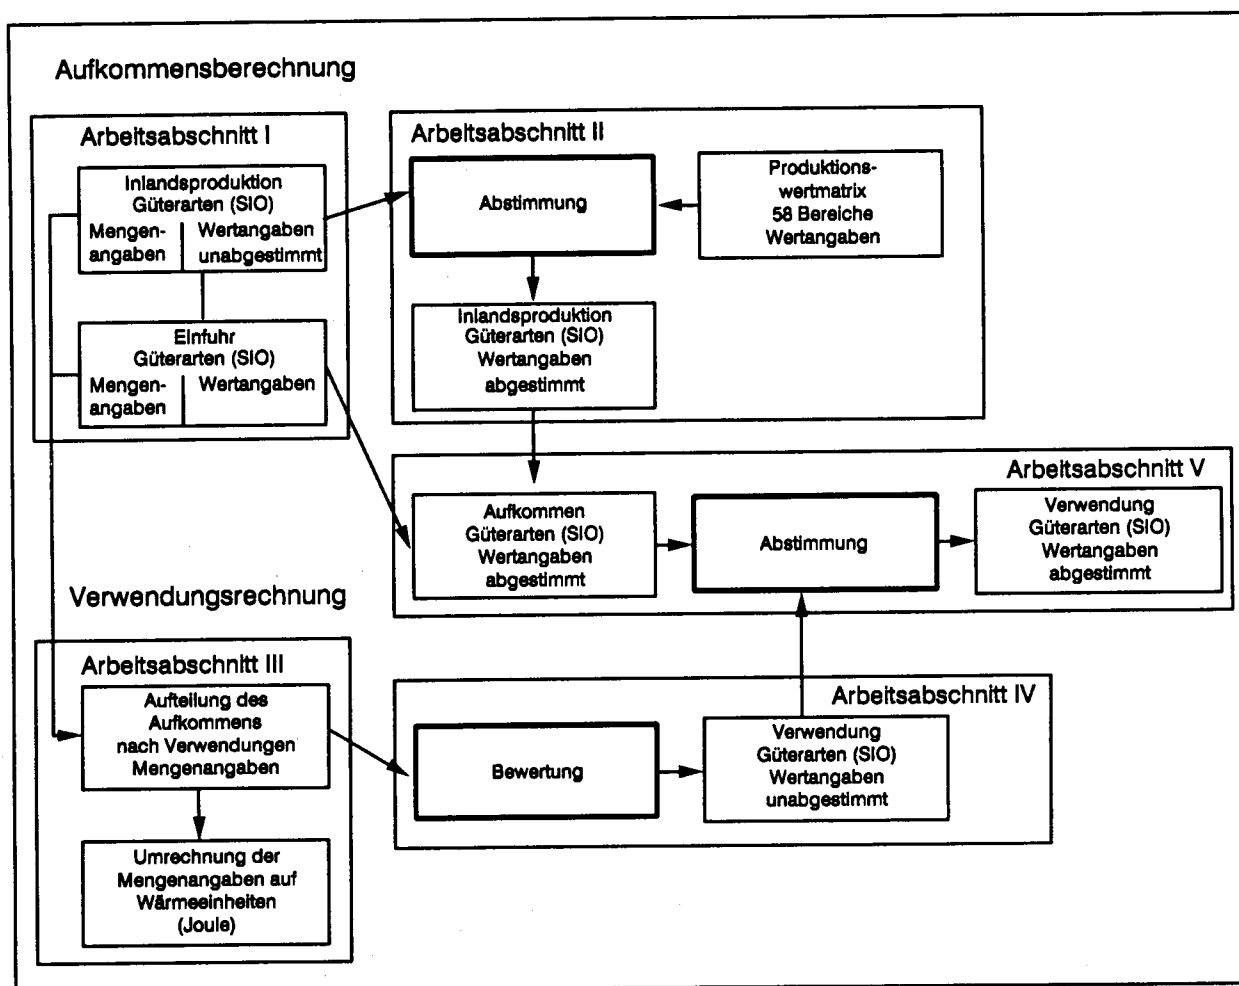 Aufkommensberechnung
Arbeitsabschnitt I
Inlandsproduktion
Güterarten (SIO)
Mengen-
angaben
Wertangaben
unabgestimmt
Einfuhr
Güterarten (SIO)
Mengen-
angaben
Wertangaben
Arbeitsabschnitt II
Abstimmung
Produktions-
wertmatrix
58 Bereiche
Wertangaben
Inlandsproduktion
Güterarten (SIO)
Wertangaben
abgestimmt
Arbeitsabschnitt V
Aufkommen
Güterarten (SIO)
Wertangaben
abgestimmt
Abstimmung
Verwendung
Güterarten (SIO)
Wertangaben
abgestimmt
Verwendungsrechnung
Arbeitsabschnitt III
Aufteilung des
Aufkommens
nach Verwendungen
Mengenangaben
Umrechnung der
Mengenangaben auf
Wärmeeinheiten
(Joule)
Arbeitsabschnitt IV
Bewertung
Verwendung
Güterarten (SIO)
Wertangaben
unabgestimmt